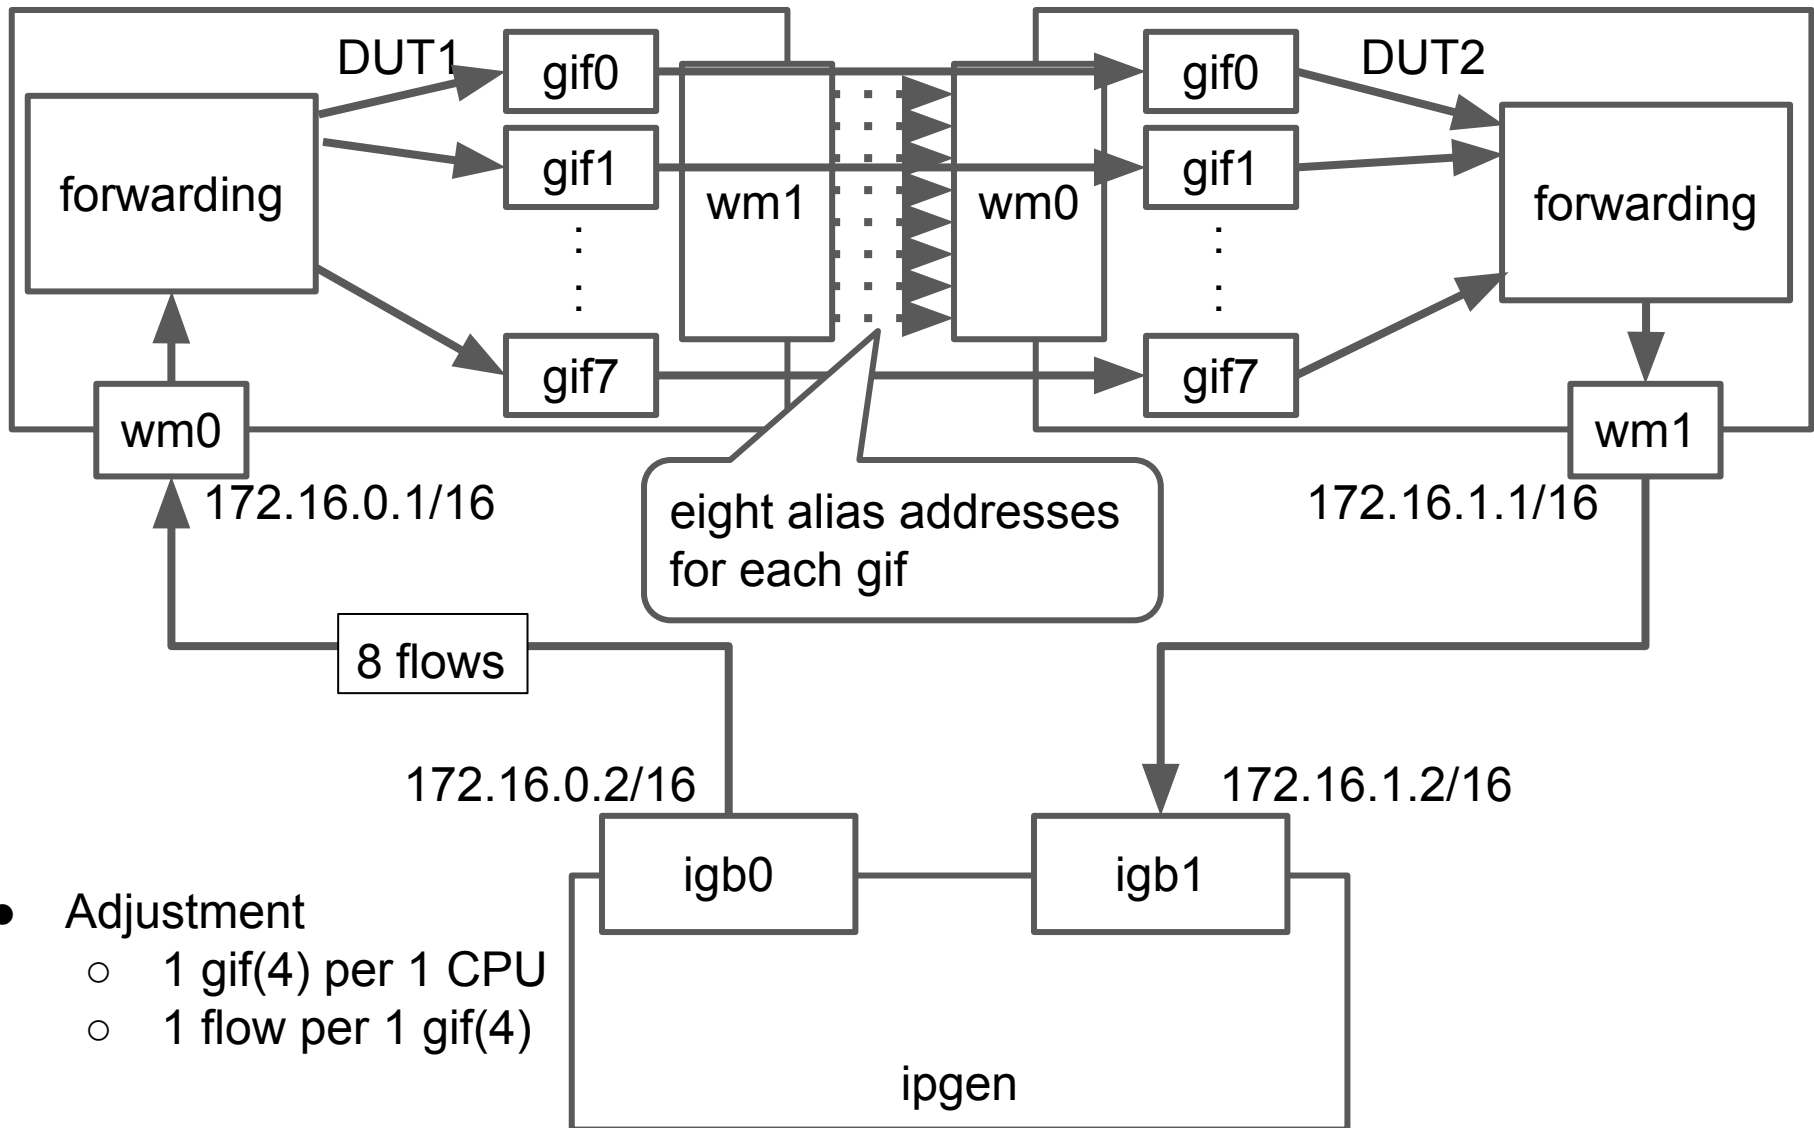 DUT1
gif0
gif0
DUT2
forwarding
gif1
wm1
wm0
gif1
forwarding
:
:
:
:
gif7
gif7
wm0
wm1
172.16.0.1/16
eight alias addresses
for each gif
172.16.1.1/16
8 flows
172.16.0.2/16
172.16.1.2/16
igb0
igb1
● Adjustment
○ 1 gif(4) per 1 CPU
○ 1 flow per 1 gif(4)
ipgen